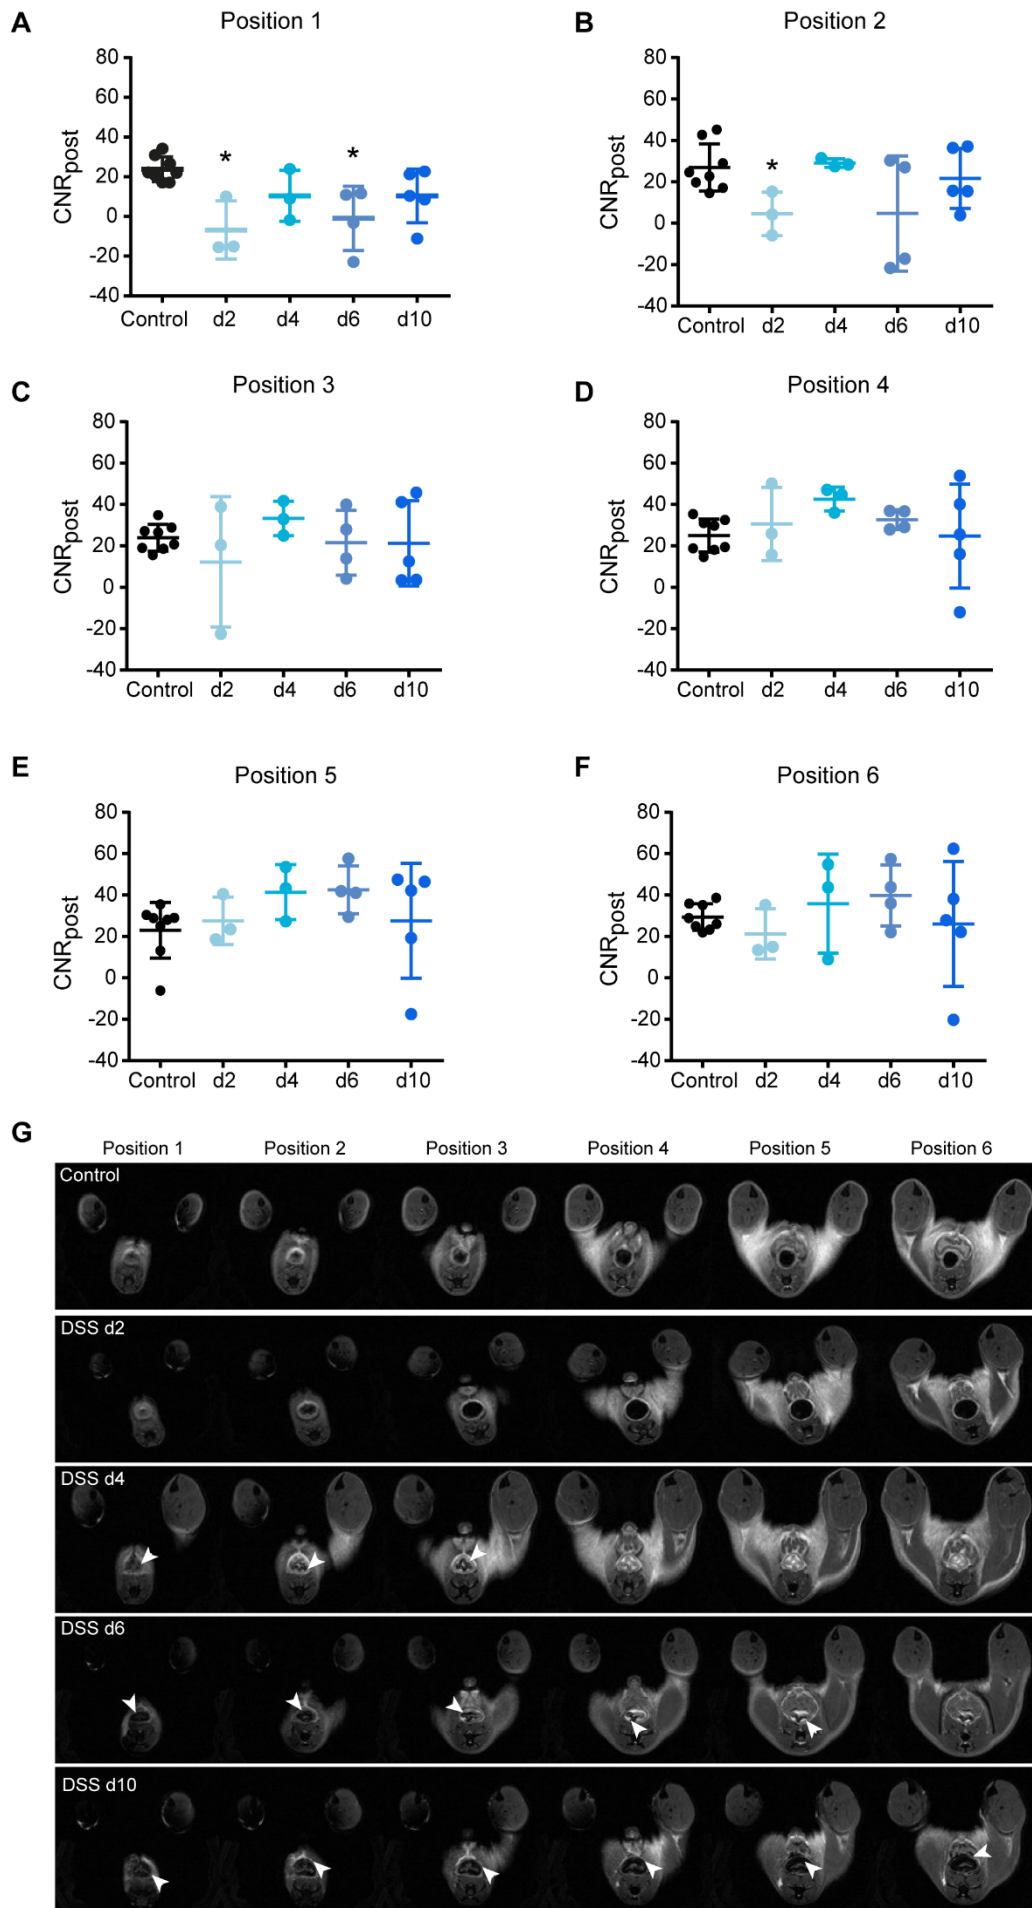 A
Position 1
CNRpost
80
60
40
20
0
-20
-40
*
*
Control d2 d4 d6 d10
B
Position 2
CNRpost
80
60
40
20
0
-20
-40
*
Control d2 d4 d6 d10
C
Position 3
CNRpost
80
60
40
20
0
-20
-40
Control d2 d4 d6 d10
D
Position 4
CNRpost
80
60
40
20
0
-20
-40
Control d2 d4 d6 d10
E
Position 5
CNRpost
80
60
40
20
0
-20
-40
Control d2 d4 d6 d10
F
Position 6
CNRpost
80
60
40
20
0
-20
-40
Control d2 d4 d6 d10
G
Position 1 Position 2 Position 3 Position 4 Position 5 Position 6
Control
DSS d2
DSS d4
DSS d6
DSS d10